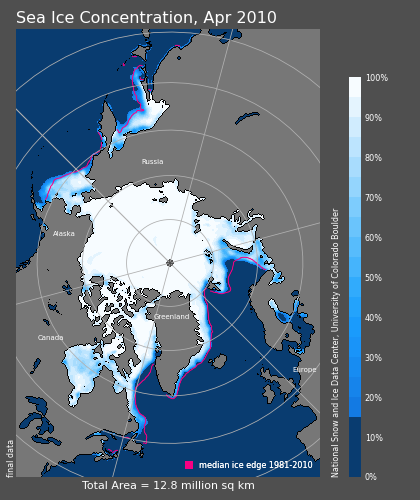 Sea Ice Concentration, Apr 2010
Russia
Alaska
Greenland
Canada
Europe
median ice edge 1981-2010
final data
Total Area = 12.8 million sq km
National Snow and Ice Data Center, University of Colorado Boulder
100%
90%
80%
70%
60%
50%
40%
30%
20%
10%
0%